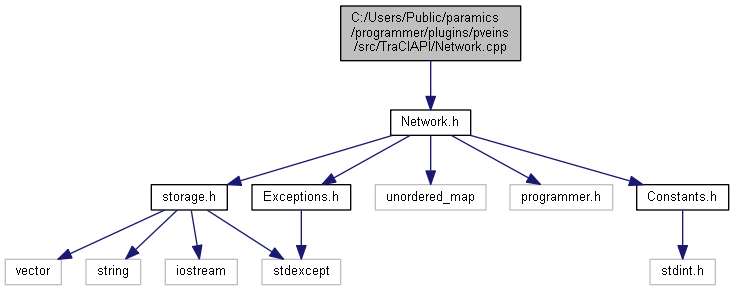 C:/Users/Public/paramics
/programmer/plugins/pveins
/src/TraCIAPI/Network.cpp
Network.h
storage.h
Exceptions.h
unordered_map
programmer.h
Constants.h
vector
string
iostream
stdexcept
stdint.h